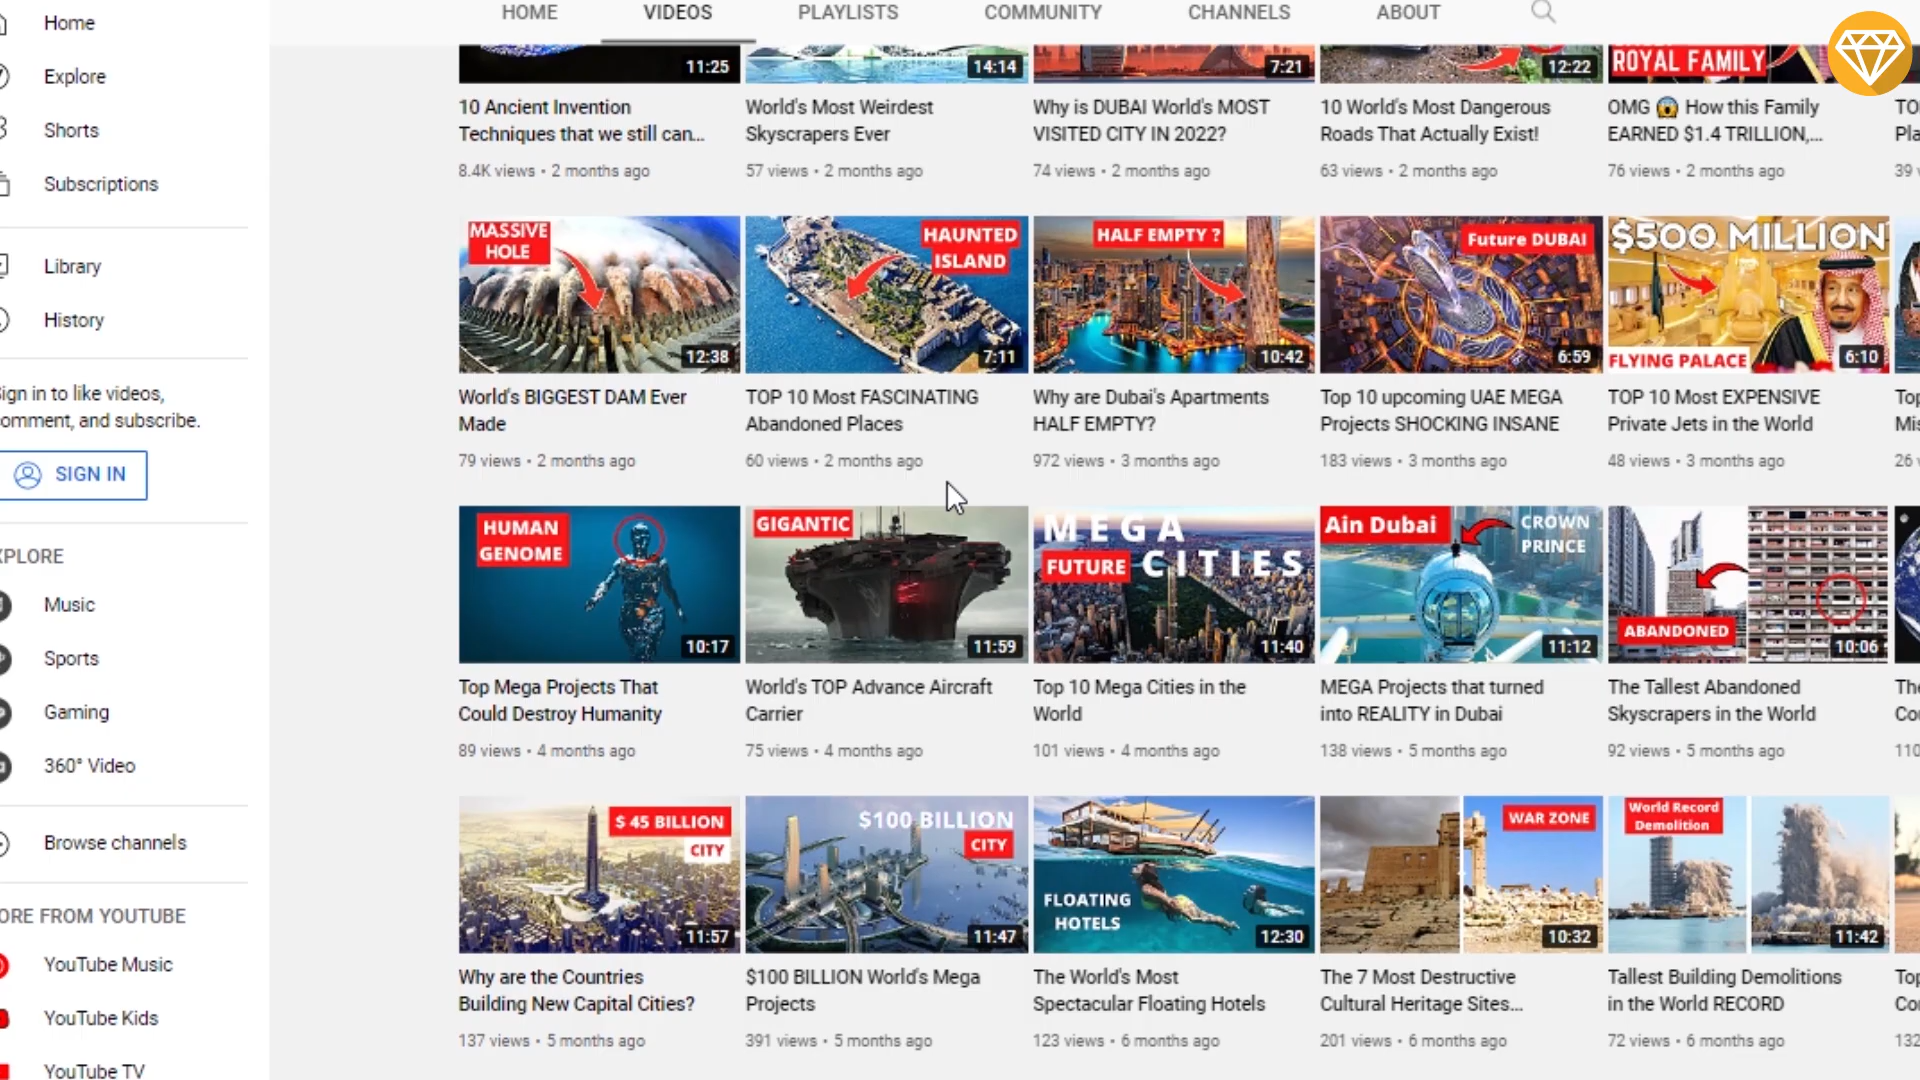 HOME VIDEOS PLAYLISTS COMMUNITY CHANNELS ABOUT
Home
Explore
Shorts
Subscriptions
Library
History
ign in to like videos,
omment, and subscribe.
SIGN IN
XPLORE
Music
Sports
Gaming
360° Video
Browse channels
ORE FROM YOUTUBE
YouTube Music
YouTube Kids
YouTube TV
11:25
10 Ancient Invention
Techniques that we still can...
8.4K views • 2 months ago
14:14
World's Most Weirdest
Skyscrapers Ever
57 views • 2 months ago
7:21
Why is DUBAI World's MOST
VISITED CITY IN 2022?
74 views • 2 months ago
12:22
10 World's Most Dangerous
Roads That Actually Exist!
63 views • 2 months ago
ROYAL FAMILY
OMG 😱 How this Family
EARNED $1.4 TRILLION,...
76 views • 2 months ago
TO
Pla
39 v
MASSIVE
HOLE
12:38
World's BIGGEST DAM Ever
Made
79 views • 2 months ago
HAUNTED
ISLAND
7:11
TOP 10 Most FASCINATING
Abandoned Places
60 views • 2 months ago
HALF EMPTY ?
10:42
Why are Dubai's Apartments
HALF EMPTY?
972 views • 3 months ago
Future DUBAI
6:59
Top 10 upcoming UAE MEGA
Projects SHOCKING INSANE
183 views • 3 months ago
$500 MILLION
FLYING PALACE
6:10
TOP 10 Most EXPENSIVE
Private Jets in the World
48 views • 3 months ago
Top
Mis
26 v
HUMAN
GENOME
10:17
Top Mega Projects That
Could Destroy Humanity
89 views • 4 months ago
GIGANTIC
11:59
World's TOP Advance Aircraft
Carrier
75 views • 4 months ago
MEGA
FUTURE CITIES
11:40
Top 10 Mega Cities in the
World
101 views • 4 months ago
Ain Dubai
CROWN
PRINCE
11:12
MEGA Projects that turned
into REALITY in Dubai
138 views • 5 months ago
ABANDONED
10:06
The Tallest Abandoned
Skyscrapers in the World
92 views • 5 months ago
The
Cou
110
$ 45 BILLION
CITY
11:57
Why are the Countries
Building New Capital Cities?
137 views • 5 months ago
$100 BILLION
CITY
11:47
$100 BILLION World's Mega
Projects
391 views • 5 months ago
FLOATING
HOTELS
12:30
The World's Most
Spectacular Floating Hotels
123 views • 6 months ago
WAR ZONE
10:32
The 7 Most Destructive
Cultural Heritage Sites...
201 views • 6 months ago
World Record
Demolition
11:42
Tallest Building Demolitions
in the World RECORD
72 views • 6 months ago
Top
Cor
132